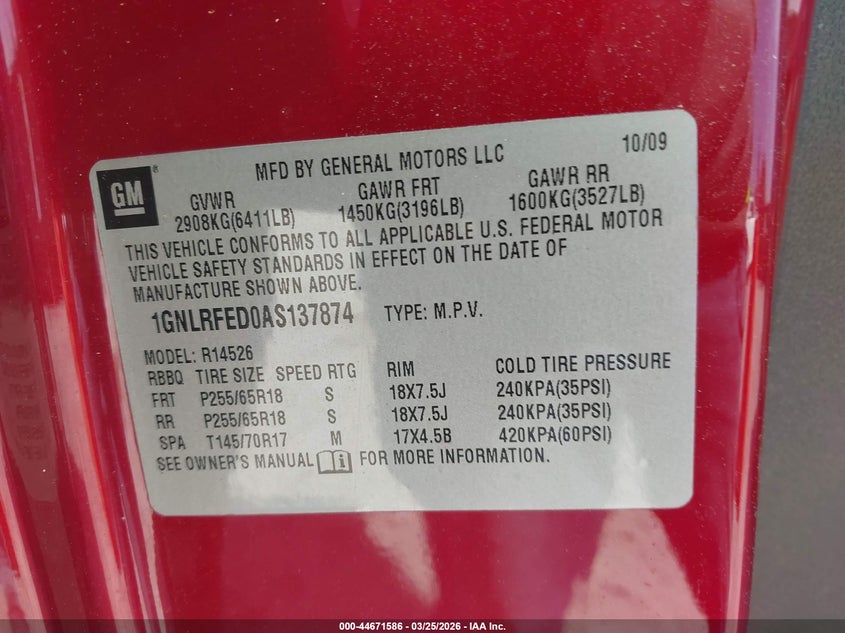 MFD BY GENERAL MOTORS LLC 10/09
GM®
GVWR GAWR FRT GAWR RR
2908KG(6411LB) 1450KG(3196LB) 1600KG(3527LB)
THIS VEHICLE CONFORMS TO ALL APPLICABLE U.S. FEDERAL MOTOR
VEHICLE SAFETY STANDARDS IN EFFECT ON THE DATE OF
MANUFACTURE SHOWN ABOVE.
1GNLRFED0AS137874 TYPE: M.P.V.
MODEL: R14526
RBBQ TIRE SIZE SPEED RTG RIM COLD TIRE PRESSURE
FRT P255/65R18 S 18X7.5J 240KPA(35PSI)
RR P255/65R18 S 18X7.5J 240KPA(35PSI)
SPA T145/70R17 M 17X4.5B 420KPA(60PSI)
SEE OWNER'S MANUAL i FOR MORE INFORMATION.
000-44671586 - 03/25/2026 - IAA Inc.